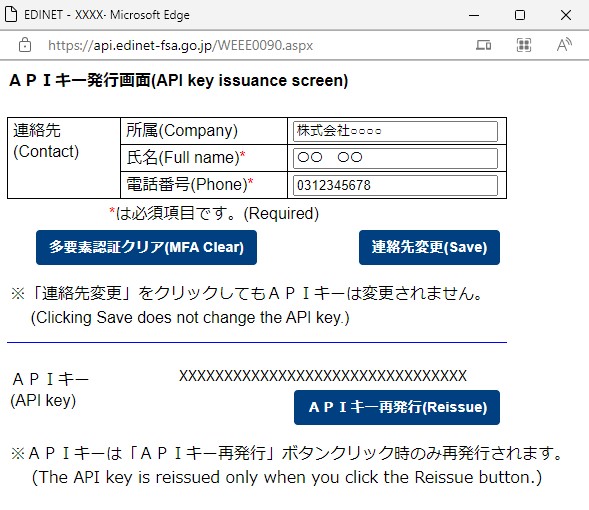 EDINET - XXXX- Microsoft Edge
https://api.edinet-fsa.go.jp/WEEE0090.aspx
ＡＰＩキー発行画面(API key issuance screen)
連絡先 所属(Company) 株式会社○○○○
(Contact) 氏名(Full name)* 〇〇　〇〇
電話番号(Phone)* 0312345678
*は必須項目です。(Required)
多要素認証クリア(MFA Clear) 連絡先変更(Save)
※「連絡先変更」をクリックしてもＡＰＩキーは変更されません。
(Clicking Save does not change the API key.)
ＡＰＩキー XXXXXXXXXXXXXXXXXXXXXXXXXXXXXXXX
(API key)
ＡＰＩキー再発行(Reissue)
※ＡＰＩキーは「ＡＰＩキー再発行」ボタンクリック時のみ再発行されます。
(The API key is reissued only when you click the Reissue button.)